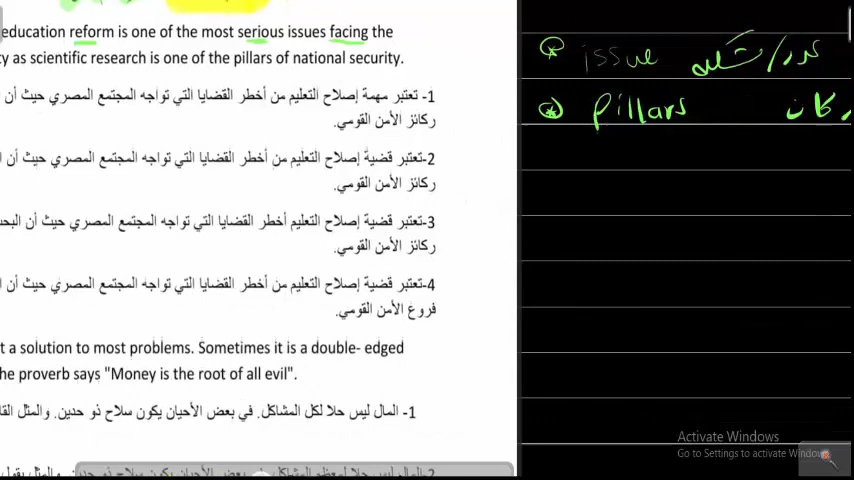 education reform is one of the most serious issues facing the
y as scientific research is one of the pillars of national security.
1- تعتبر مهمة إصلاح التعليم من أخطر القضايا التي تواجه المجتمع المصري حيث أن
ركائز الأمن القومي.
2-تعتبر قضية إصلاح التعليم من أخطر القضايا التي تواجه المجتمع المصري حيث أن
ركائز الأمن القومي.
3-تعتبر قضية إصلاح التعليم أخطر القضايا التي تواجه المجتمع المصري حيث أن البح
ركائز الأمن القومي.
4-تعتبر قضية إصلاح التعليم من أخطر القضايا التي تواجه المجتمع المصري حيث أن
فروع الأمن القومي.
t a solution to most problems. Sometimes it is a double- edged
he proverb says "Money is the root of all evil".
1- المال ليس حلا لكل المشاكل. في بعض الأحيان يكون سلاح ذو حدين. والمثل القا
issue
pillars
Activate Windows
Go to Settings to activate Windows.